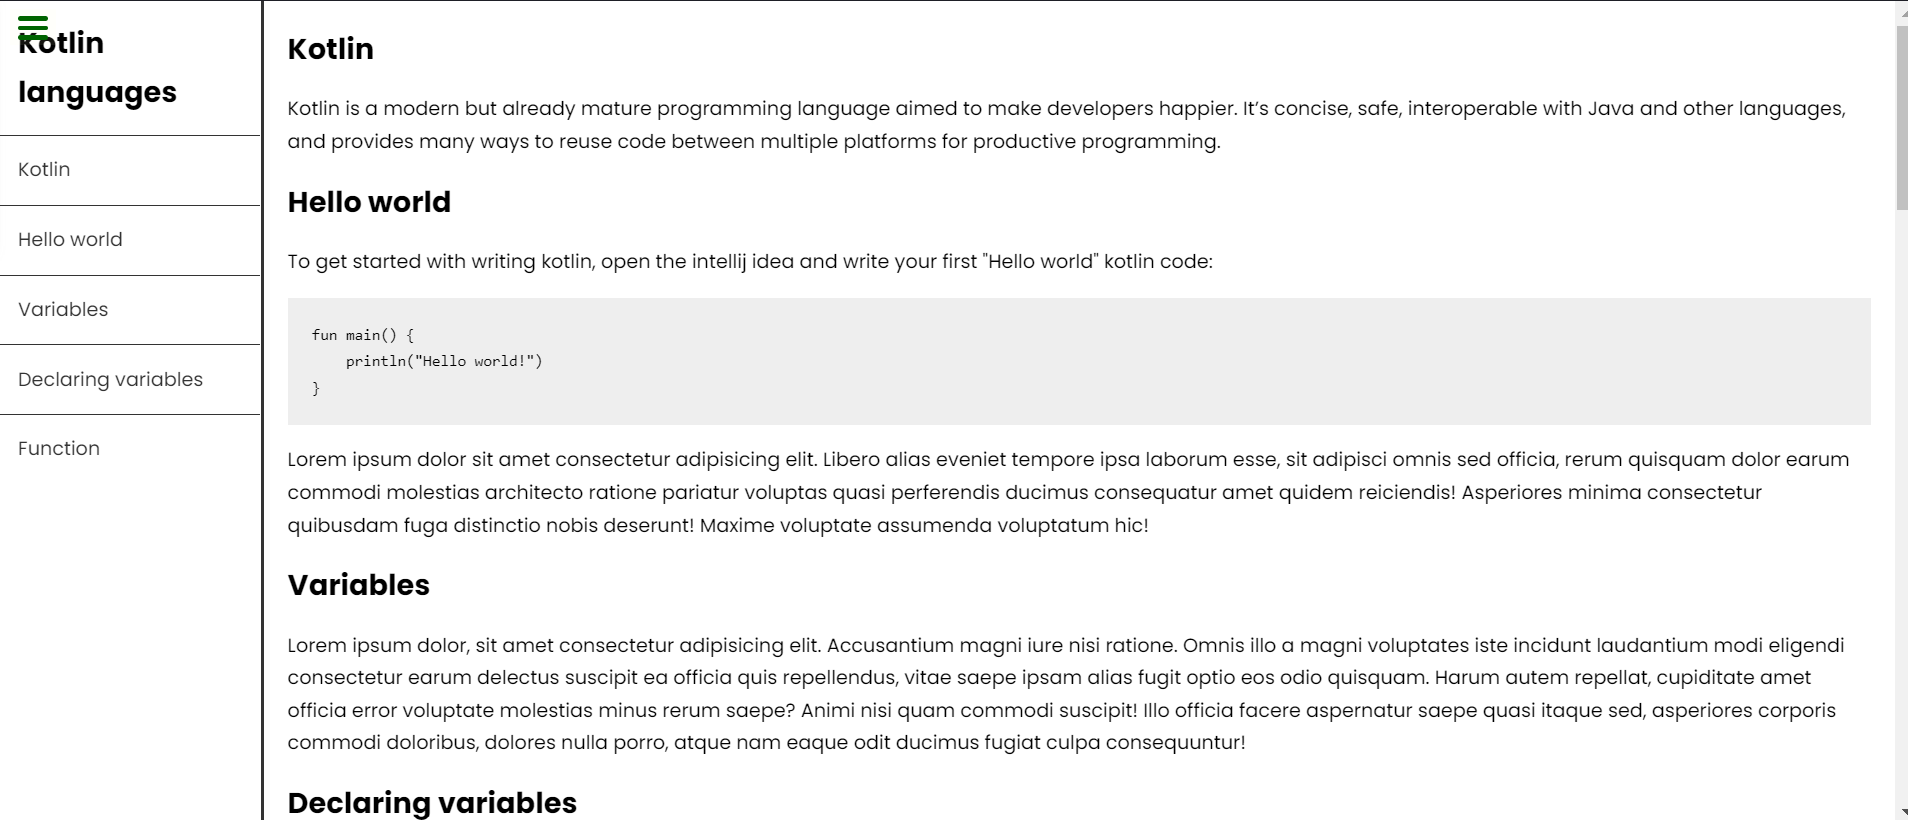 Kotlin
languages
Kotlin
Hello world
Variables
Declaring variables
Function
Kotlin
Kotlin is a modern but already mature programming language aimed to make developers happier. It’s concise, safe, interoperable with Java and other languages,
and provides many ways to reuse code between multiple platforms for productive programming.
Hello world
To get started with writing kotlin, open the intellij idea and write your first "Hello world" kotlin code:
fun main() {
    println("Hello world!")
}
Lorem ipsum dolor sit amet consectetur adipisicing elit. Libero alias eveniet tempore ipsa laborum esse, sit adipisci omnis sed officia, rerum quisquam dolor earum
commodi molestias architecto ratione pariatur voluptas quasi perferendis ducimus consequatur amet quidem reiciendis! Asperiores minima consectetur
quibusdam fuga distinctio nobis deserunt! Maxime voluptate assumenda voluptatum hic!
Variables
Lorem ipsum dolor, sit amet consectetur adipisicing elit. Accusantium magni iure nisi ratione. Omnis illo a magni voluptates iste incidunt laudantium modi eligendi
consectetur earum delectus suscipit ea officia quis repellendus, vitae saepe ipsam alias fugit optio eos odio quisquam. Harum autem repellat, cupiditate amet
officia error voluptate molestias minus rerum saepe? Animi nisi quam commodi suscipit! Illo officia facere aspernatur saepe quasi itaque sed, asperiores corporis
commodi doloribus, dolores nulla porro, atque nam eaque odit ducimus fugiat culpa consequuntur!
Declaring variables